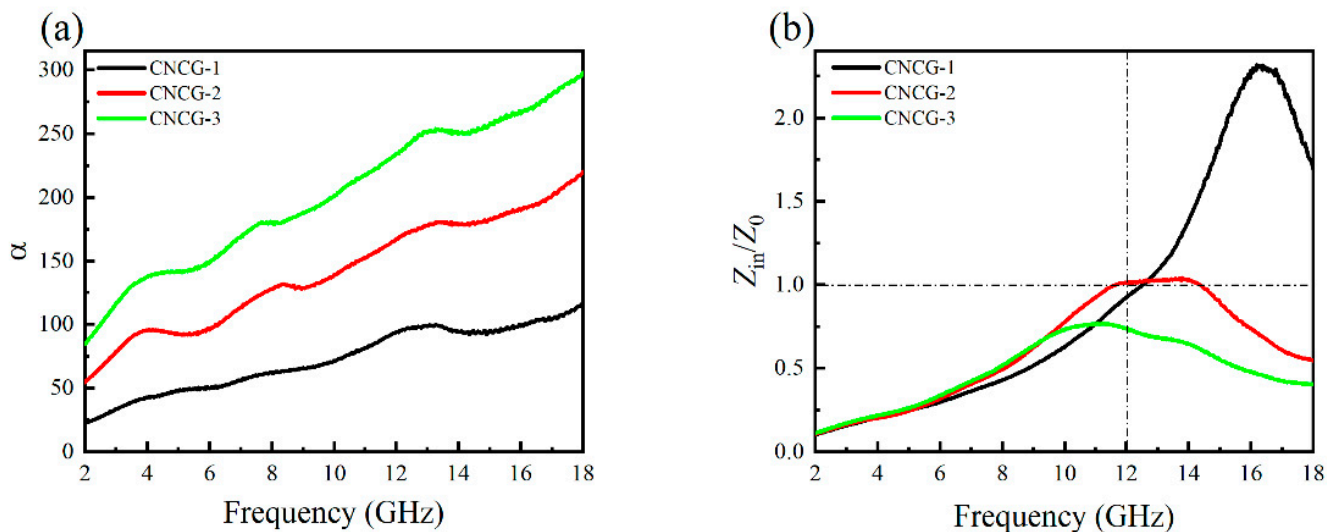 (a)
300
250
200
150
100
50
0
α
CNCG-1
CNCG-2
CNCG-3
2 4 6 8 10 12 14 16 18
Frequency (GHz)
(b)
2.0
1.5
1.0
0.5
0.0
Zin/Z0
CNCG-1
CNCG-2
CNCG-3
2 4 6 8 10 12 14 16 18
Frequency (GHz)